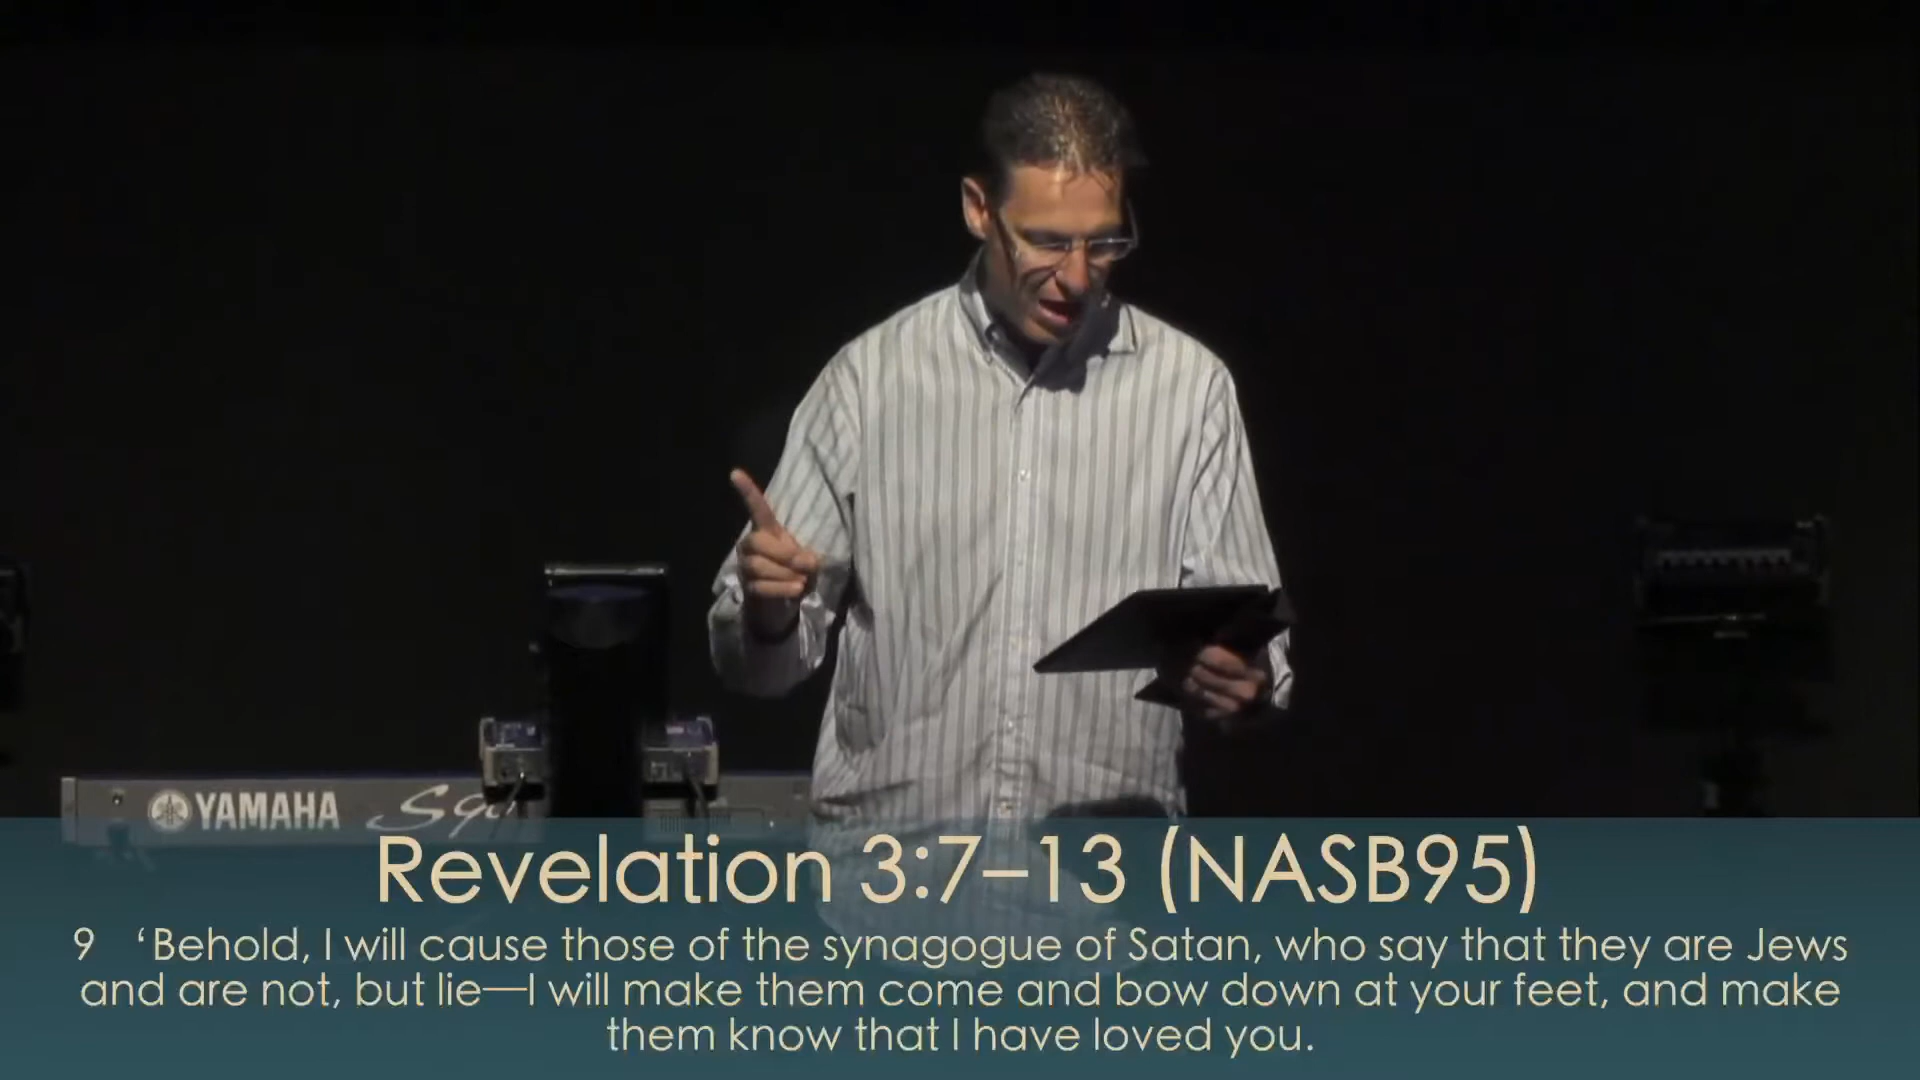 YAMAHA
Revelation 3:7–13 (NASB95)
9 ‘Behold, I will cause those of the synagogue of Satan, who say that they are Jews
and are not, but lie—I will make them come and bow down at your feet, and make
them know that I have loved you.